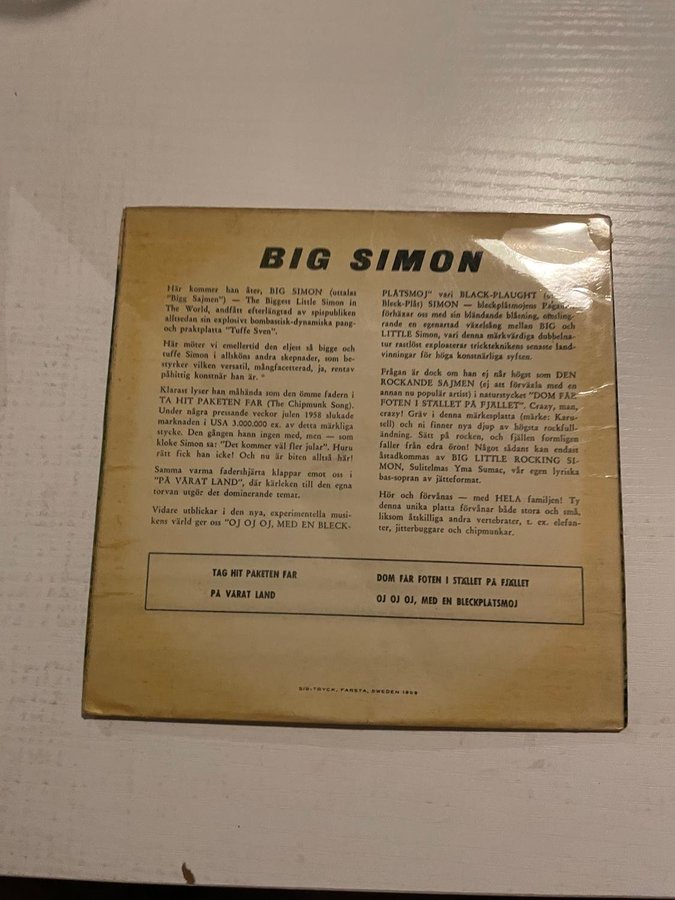 BIG SIMON
Här kommer han åter, BIG SIMON (uttalas
"Bigg Sajmen") — The Biggest Little Simon in
The World, andfått efterlängtad av spispubliken
alltsedan sin explosivt bombastisk-dynamiska pang-
och praktplatta "Tuffe Sven".
Här möter vi emellertid den eljest så bigge och
tuffe Simon i allsköns andra skepnader, som be-
styrker vilken versatil, mångfacetterad, ja, rentav
påhittig konstnär han är.
Klarast lyser han måhända som den ömme fadern i
TA HIT PAKETEN FAR (The Chipmunk Song).
Under några pressande veckor julen 1958 slukade
marknaden i USA 3.000.000 ex. av detta märkliga
stycke. Den gången hann ingen med, men — som
kloke Simon sa: "Det kommer väl fler jular". Huru
rätt fick han icke! Och nu är biten alltså här!
Samma varma fadershjärta klappar emot oss i
"PÅ VÅRAT LAND", där kärleken till den egna
torvan utgör det dominerande temat.
Vidare utblickar i den nya, experimentella musi-
kens värld ger oss "OJ OJ OJ, MED EN BLECK-
PLÅTSMOJ" vari BLACK-PLAUGHT
Bleck-Plåt) SIMON — bleckplåtsmojens
förhäxar oss med sin bländande blåsning, omsling-
rande en egenartad växelsång mellan BIG och
LITTLE Simon, vari denna märkvärdiga dubbelna-
tur rastlöst exploaterar trickteknikens senaste land-
vinningar för höga konstnärliga syften.
Frågan är dock om han ej når högst som DEN
ROCKANDE SAJMEN (ej att förväxla med en
annan nu populär artist) i naturstycket "DOM FÅR
FOTEN I STÄLLET PÅ FJÄLLET". Crazy, man,
crazy! Gräv i denna märkesplatta (märke: Karu-
sell) och ni finner nya djup av högsta rockfull-
ändning. Sätt på rocken, och fjällen formligen
faller från edra öron! Något sådant kan endast
åstadkommas av BIG LITTLE ROCKING SI-
MON, Sulitelmas Yma Sumac, vår egen lyriska
bas-sopran av jätteformat.
Hör och förvånas — med HELA familjen! Ty
denna unika platta förvånar både stora och små,
liksom åtskilliga andra vertebrater, t. ex. elefan-
ter, jitterbuggare och chipmunkar.
TAG HIT PAKETEN FAR
PÅ VÅRAT LAND
DOM FÅR FOTEN I STÄLLET PÅ FJÄLLET
OJ OJ OJ, MED EN BLECKPLÅTSMOJ
SIB-TRYCK, FARSTA, SWEDEN 1959